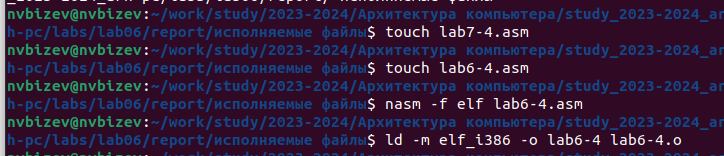 nvbizev@nvbizev:~/work/study/2023-2024/Архитектура компьютера/study_2023-2024_ar
h-pc/labs/lab06/report/исполняемые файлы$ touch lab7-4.asm
nvbizev@nvbizev:~/work/study/2023-2024/Архитектура компьютера/study_2023-2024_ar
h-pc/labs/lab06/report/исполняемые файлы$ touch lab6-4.asm
nvbizev@nvbizev:~/work/study/2023-2024/Архитектура компьютера/study_2023-2024_ar
h-pc/labs/lab06/report/исполняемые файлы$ nasm -f elf lab6-4.asm
nvbizev@nvbizev:~/work/study/2023-2024/Архитектура компьютера/study_2023-2024_ar
h-pc/labs/lab06/report/исполняемые файлы$ ld -m elf_i386 -o lab6-4 lab6-4.o